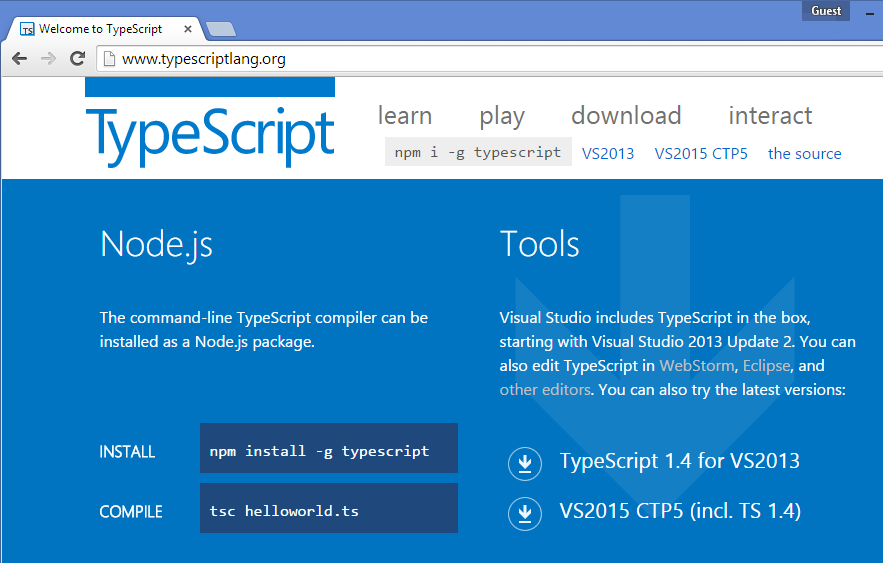 Guest
TS Welcome to TypeScript
www.typescriptlang.org
TypeScript
learn play download interact
npm i -g typescript VS2013 VS2015 CTP5 the source
Node.js
The command-line TypeScript compiler can be
installed as a Node.js package.
INSTALL npm install -g typescript
COMPILE tsc helloworld.ts
Tools
Visual Studio includes TypeScript in the box,
starting with Visual Studio 2013 Update 2. You can
also edit TypeScript in WebStorm, Eclipse, and
other editors. You can also try the latest versions:
TypeScript 1.4 for VS2013
VS2015 CTP5 (incl. TS 1.4)